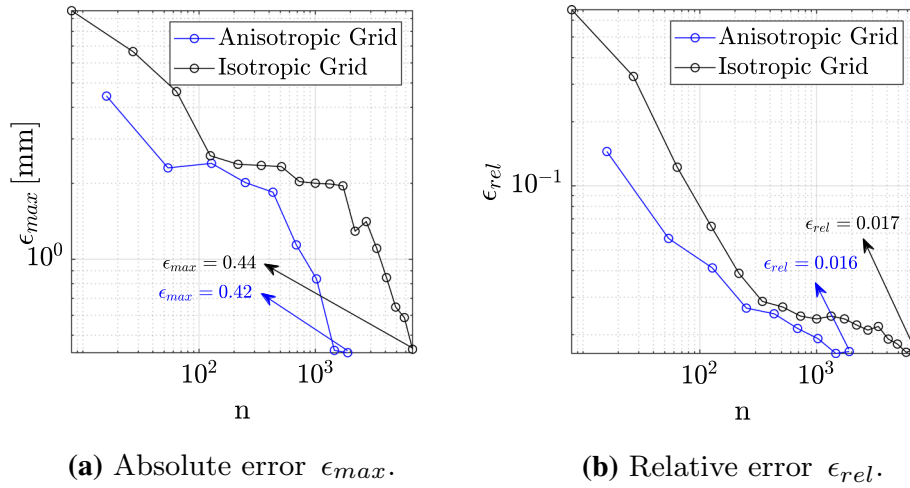 Anisotropic Grid
Isotropic Grid
ϵmax [mm]
10^0
ϵmax = 0.44
ϵmax = 0.42
10^2
10^3
n
(a) Absolute error ϵmax.
Anisotropic Grid
Isotropic Grid
ϵrel
10^-1
ϵrel = 0.017
ϵrel = 0.016
10^2
10^3
n
(b) Relative error ϵrel.